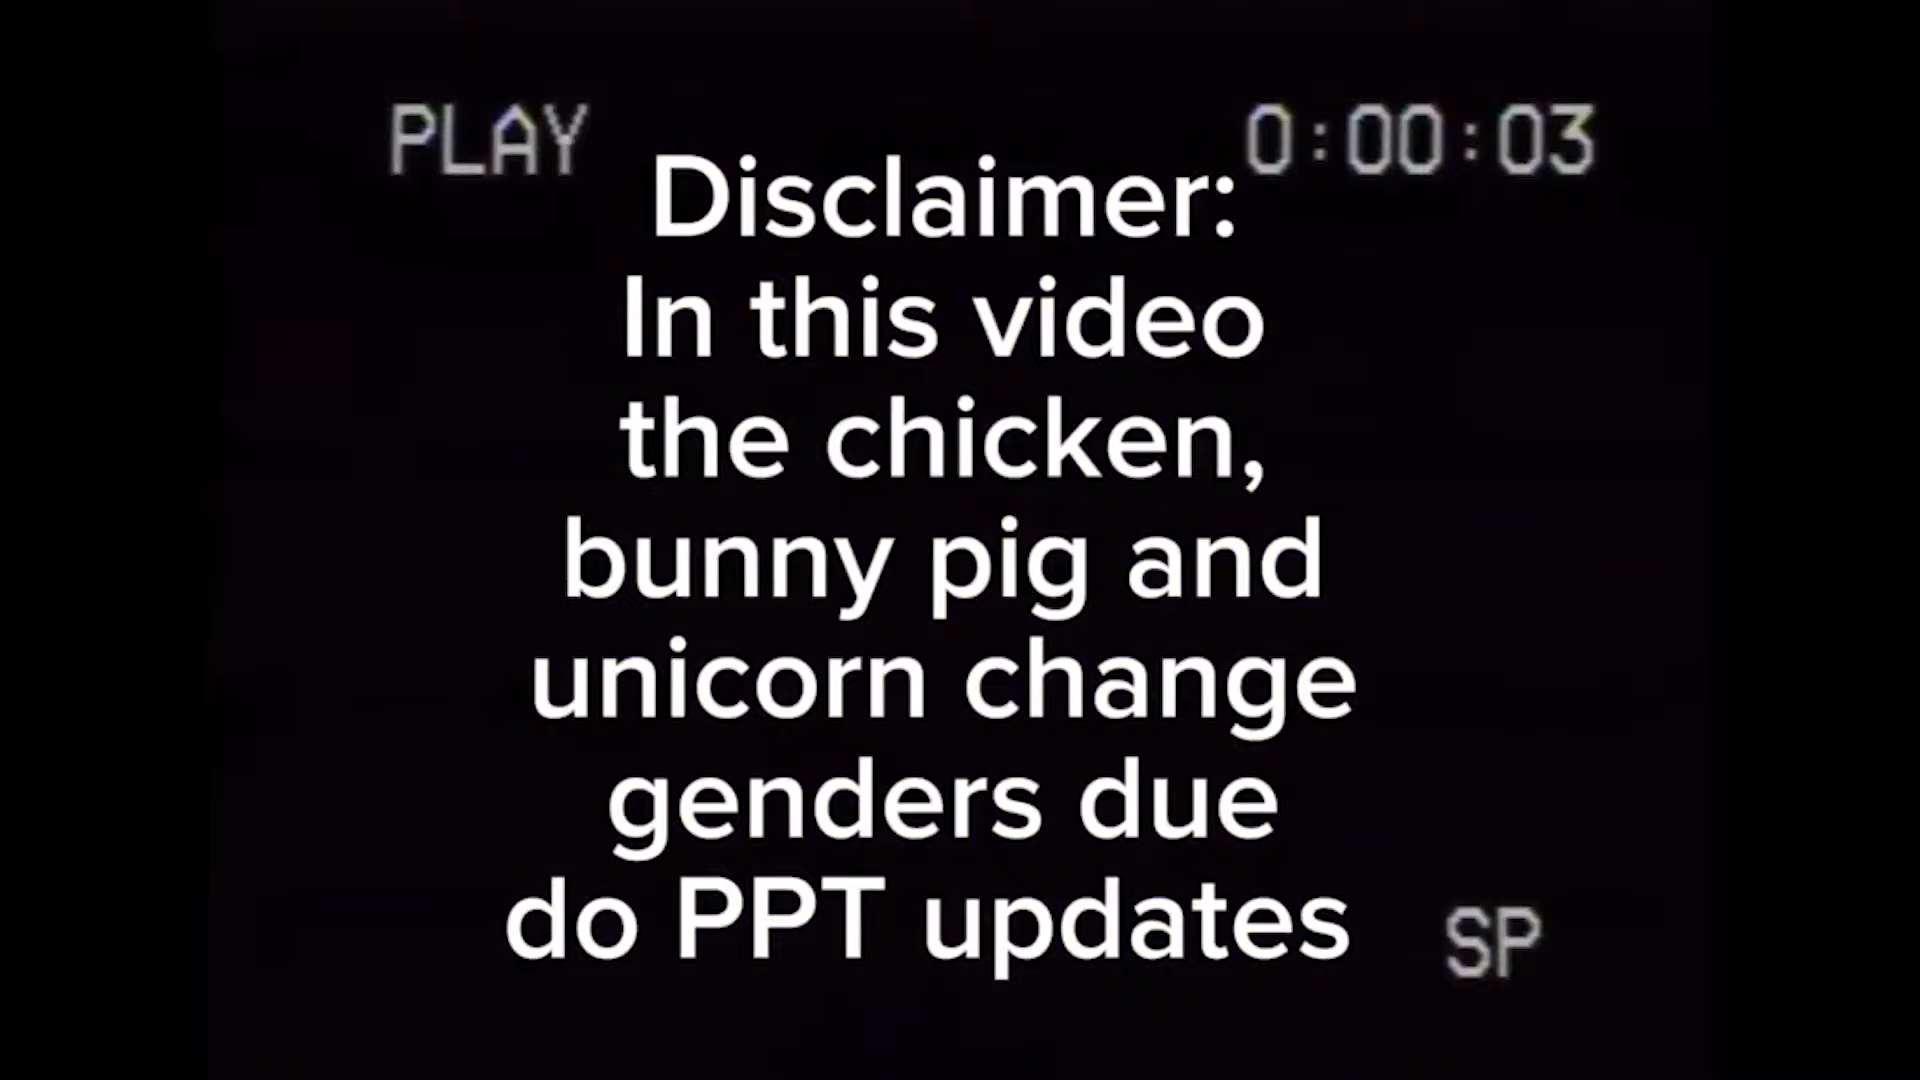 PLAY
0:00:03
Disclaimer:
In this video
the chicken,
bunny pig and
unicorn change
genders due
do PPT updates
SP